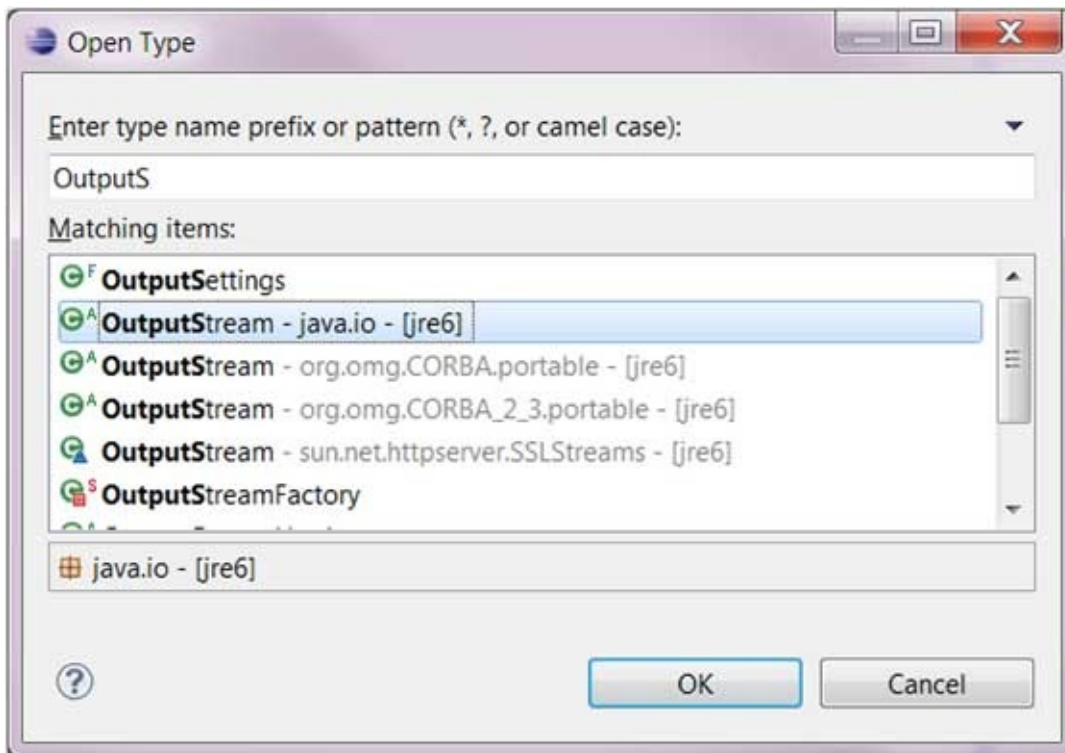 Open Type
Enter type name prefix or pattern (*, ?, or camel case):
OutputS
Matching items:
F OutputSettings
A OutputStream - java.io - [jre6]
A OutputStream - org.omg.CORBA.portable - [jre6]
A OutputStream - org.omg.CORBA_2_3.portable - [jre6]
OutputStream - sun.net.httpserver.SSLStreams - [jre6]
S OutputStreamFactory
java.io - [jre6]
?
OK
Cancel